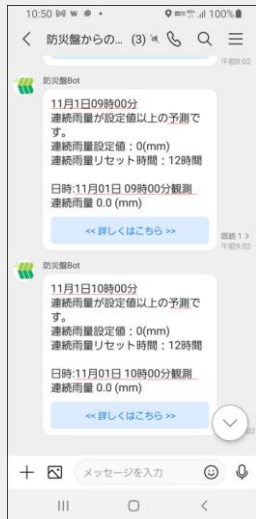 10:50
100%
防災盤からの... (3)
午前8:02
防災盤Bot
11月1日09時00分
連続雨量が設定値以上の予測で
す。
連続雨量設定値：0(mm)
連続雨量リセット時間：12時間
日時:11月01日 09時00分観測
連続雨量 0.0 (mm)
<< 詳しくはこちら >>
既読 1
午前9:02
防災盤Bot
11月1日10時00分
連続雨量が設定値以上の予測で
す。
連続雨量設定値：0(mm)
連続雨量リセット時間：12時間
日時:11月01日 10時00分観測
連続雨量 0.0 (mm)
<< 詳しくはこちら >>
メッセージを入力